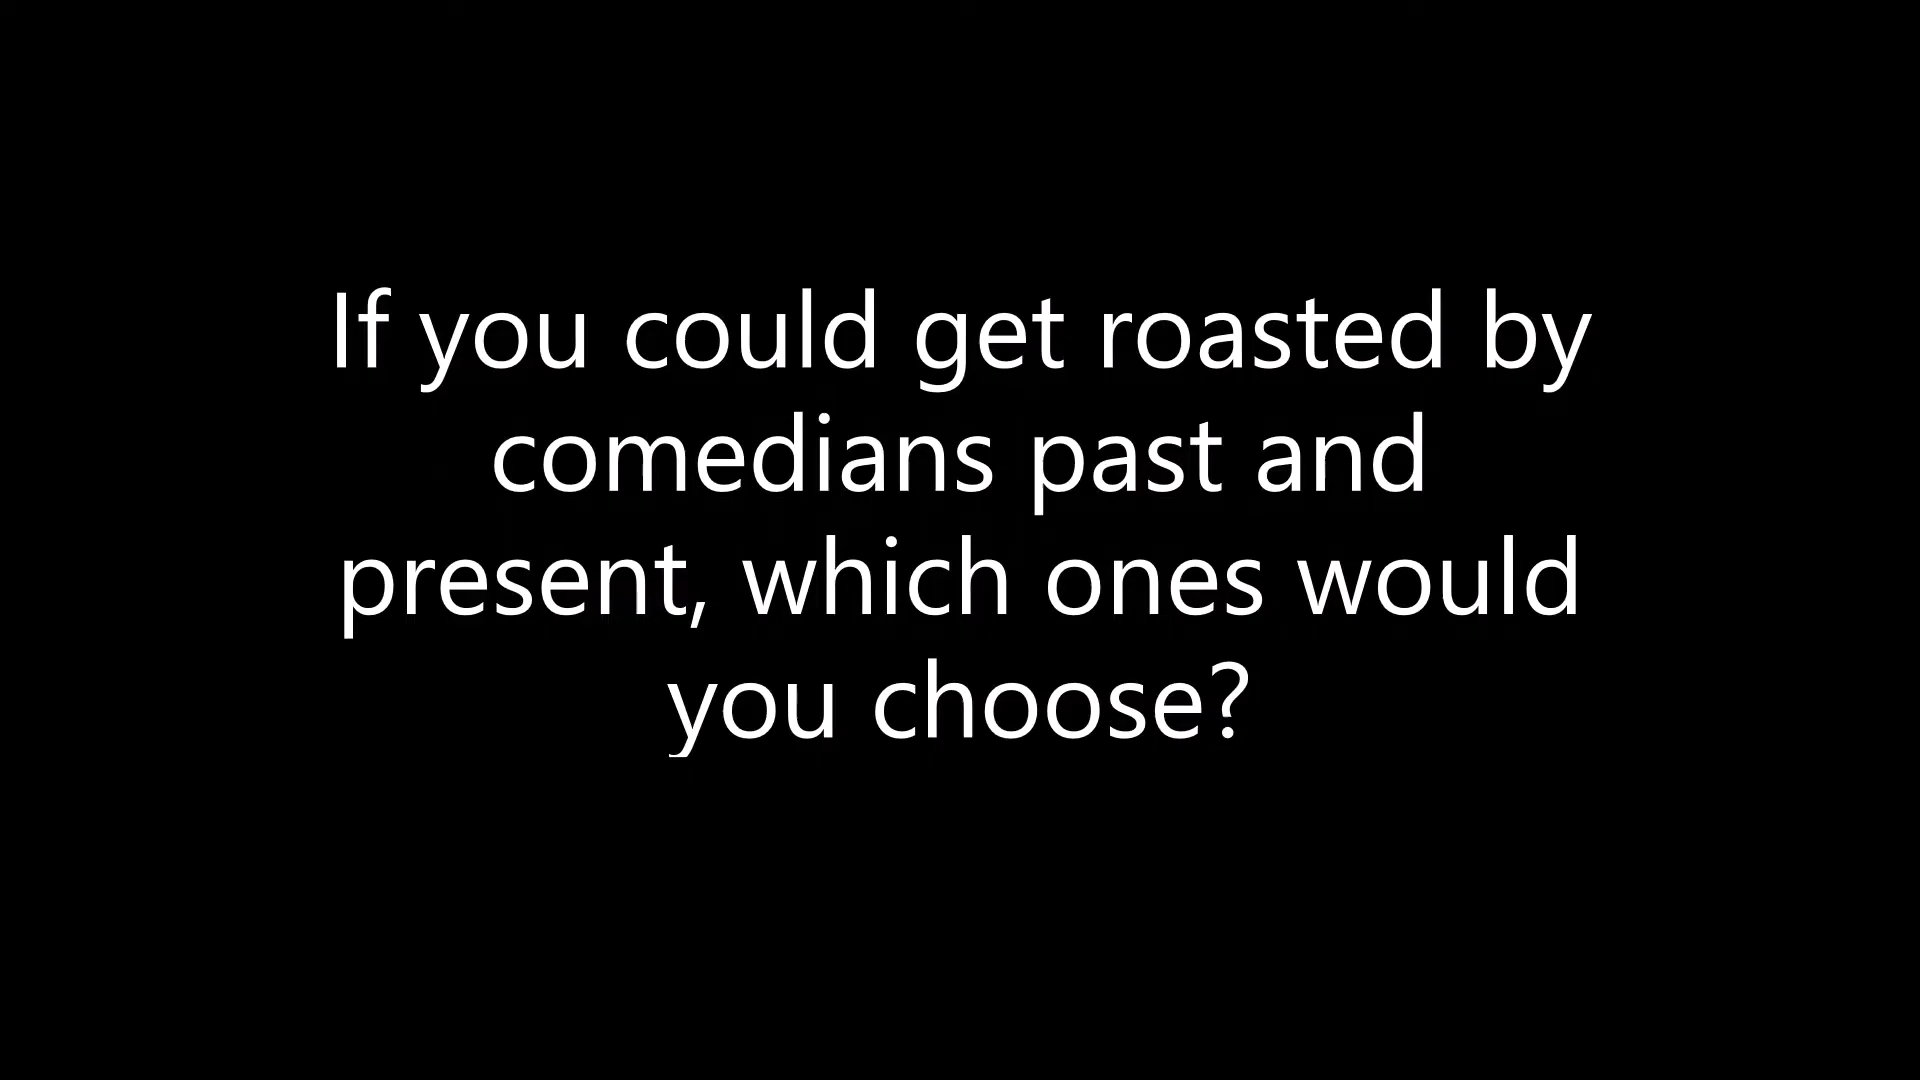 If you could get roasted by
comedians past and
present, which ones would
you choose?